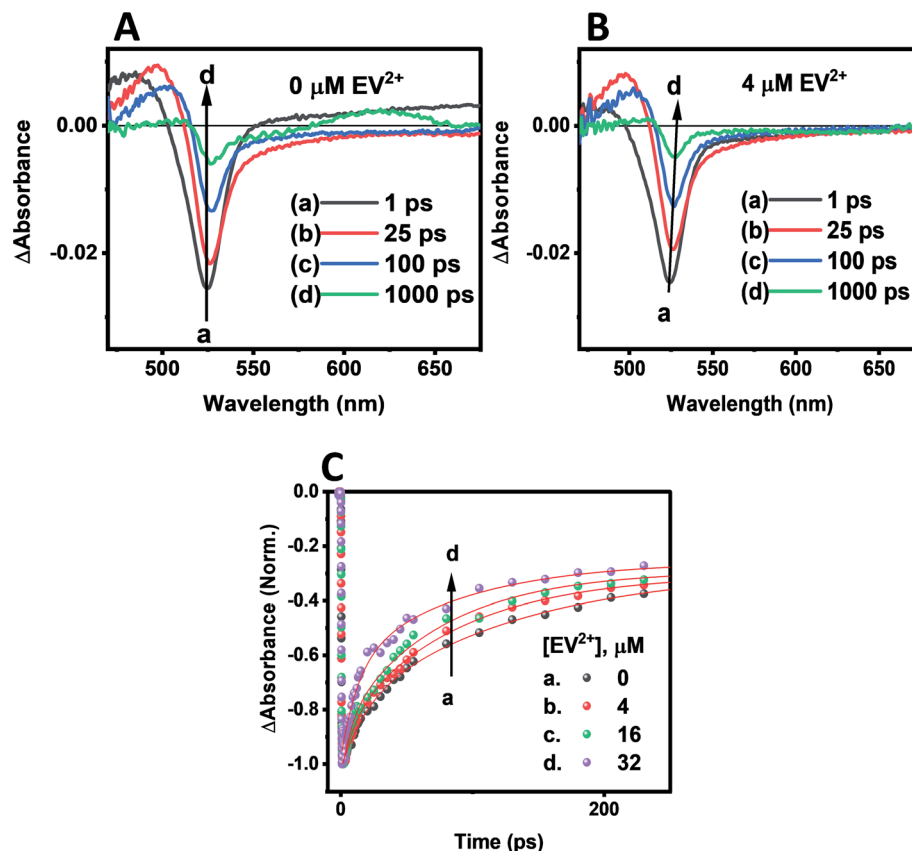 A
d
0 μM EV²⁺
0.00
-0.02
ΔAbsorbance
(a) 1 ps
(b) 25 ps
(c) 100 ps
(d) 1000 ps
a
500 550 600 650
Wavelength (nm)
B
d
4 μM EV²⁺
0.00
-0.02
ΔAbsorbance
(a) 1 ps
(b) 25 ps
(c) 100 ps
(d) 1000 ps
a
500 550 600 650
Wavelength (nm)
C
0.0
-0.2
-0.4
-0.6
-0.8
-1.0
ΔAbsorbance (Norm.)
d
a
[EV²⁺], μM
a. 0
b. 4
c. 16
d. 32
0 200
Time (ps)